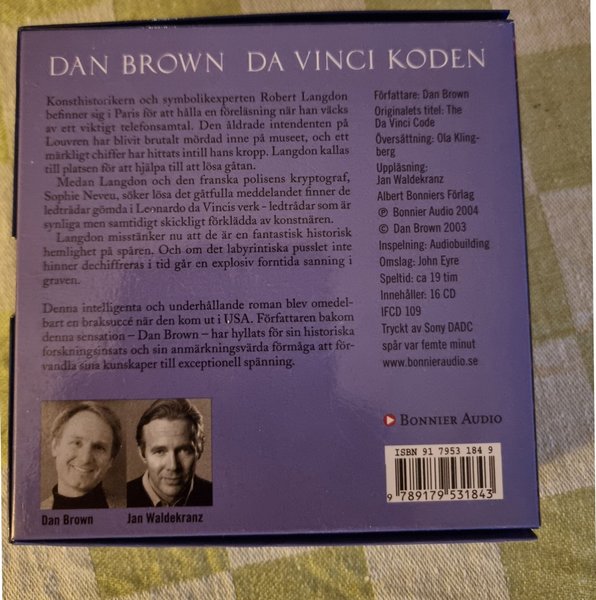 DAN BROWN DA VINCI KODEN
Konsthistorikern och symbolikexperten Robert Langdon
befinner sig i Paris för att hålla en föreläsning när han väcks
av ett viktigt telefonsamtal. Den åldrade intendenten på
Louvren har blivit brutalt mördad inne på museet, och ett
märkligt chiffer har hittats intill hans kropp. Langdon kallas
till platsen för att hjälpa till att lösa gåtan.
Medan Langdon och den franska polisens kryptograf,
Sophie Neveu, söker lösa det gåtfulla meddelandet finner de
ledtrådar gömda i Leonardo da Vincis verk - ledtrådar som är
synliga men samtidigt skickligt förklädda av konstnären.
Langdon misstänker nu att de är en fantastisk historisk
hemlighet på spåren. Och om det labyrintiska pusslet inte
hinner dechiffreras i tid går en explosiv forntida sanning i
graven.
Denna intelligenta och underhållande roman blev omedel-
bart en braksuccé när den kom ut i USA. Författaren bakom
denna sensation – Dan Brown – har hyllats för sin historiska
forskningsinsats och sin anmärkningsvärda förmåga att för-
vandla sina kunskaper till exceptionell spänning.
Dan Brown
Jan Waldekranz
Författare: Dan Brown
Originalets titel: The
Da Vinci Code
Översättning: Ola Kling-
berg
Uppläsning:
Jan Waldekranz
Albert Bonniers Förlag
℗ Bonnier Audio 2004
© Dan Brown 2003
Inspelning: Audiobuilding
Omslag: John Eyre
Speltid: ca 19 tim
Innehåller: 16 CD
IFCD 109
Tryckt av Sony DADC
spår var femte minut
www.bonnieraudio.se
BONNIER AUDIO
ISBN 91 7953 184 9
9 789179 531843